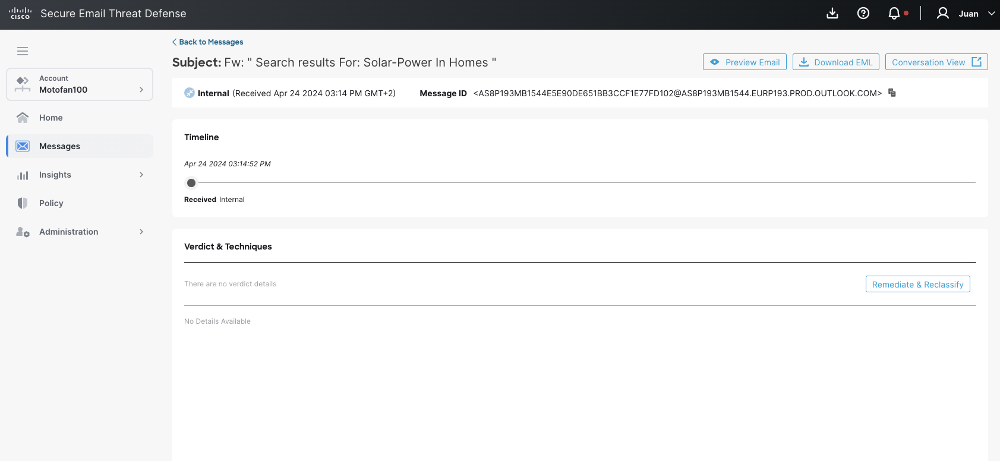 cisco Secure Email Threat Defense
Juan
Back to Messages
Subject: Fw: " Search results For: Solar-Power In Homes "
Preview Email
Download EML
Conversation View
Account
Motofan100
Home
Messages
Insights
Policy
Administration
Internal (Received Apr 24 2024 03:14 PM GMT+2) Message ID <AS8P193MB1544E5E90DE651BB3CCF1E77FD102@AS8P193MB1544.EURP193.PROD.OUTLOOK.COM>
Timeline
Apr 24 2024 03:14:52 PM
Received Internal
Verdict & Techniques
There are no verdict details
Remediate & Reclassify
No Details Available